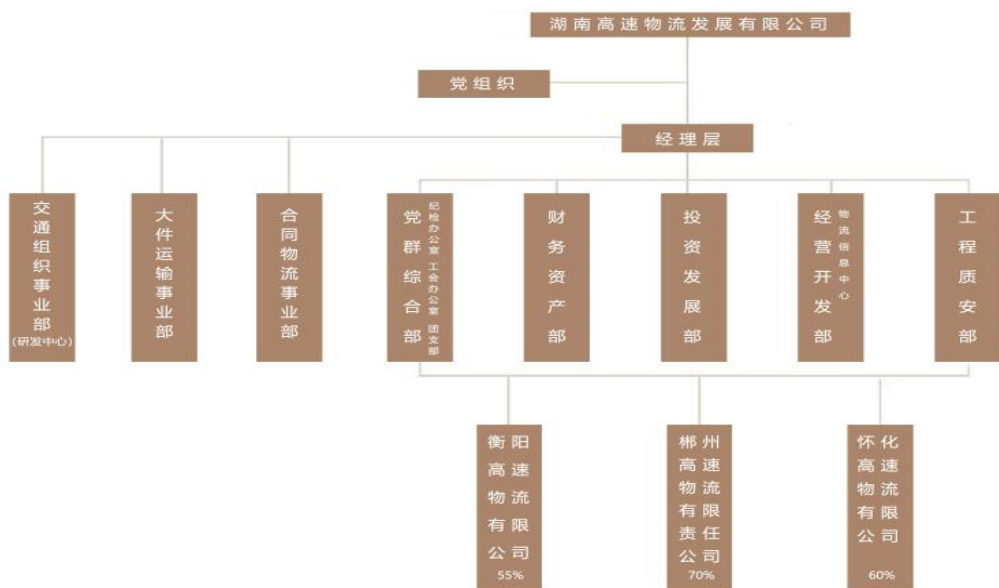 湖南高速物流发展有限公司
党组织
经理层
交通组织事业部
(研发中心)
大件运输事业部
合同物流事业部
党群综合部
纪检办公室 工会办公室 团支部
财务资产部
投资发展部
经营开发部
物流信息中心
工程质安部
衡阳高速物流有限公司
55%
郴州高速物流有限责任公司
70%
怀化高速物流有限公司
60%